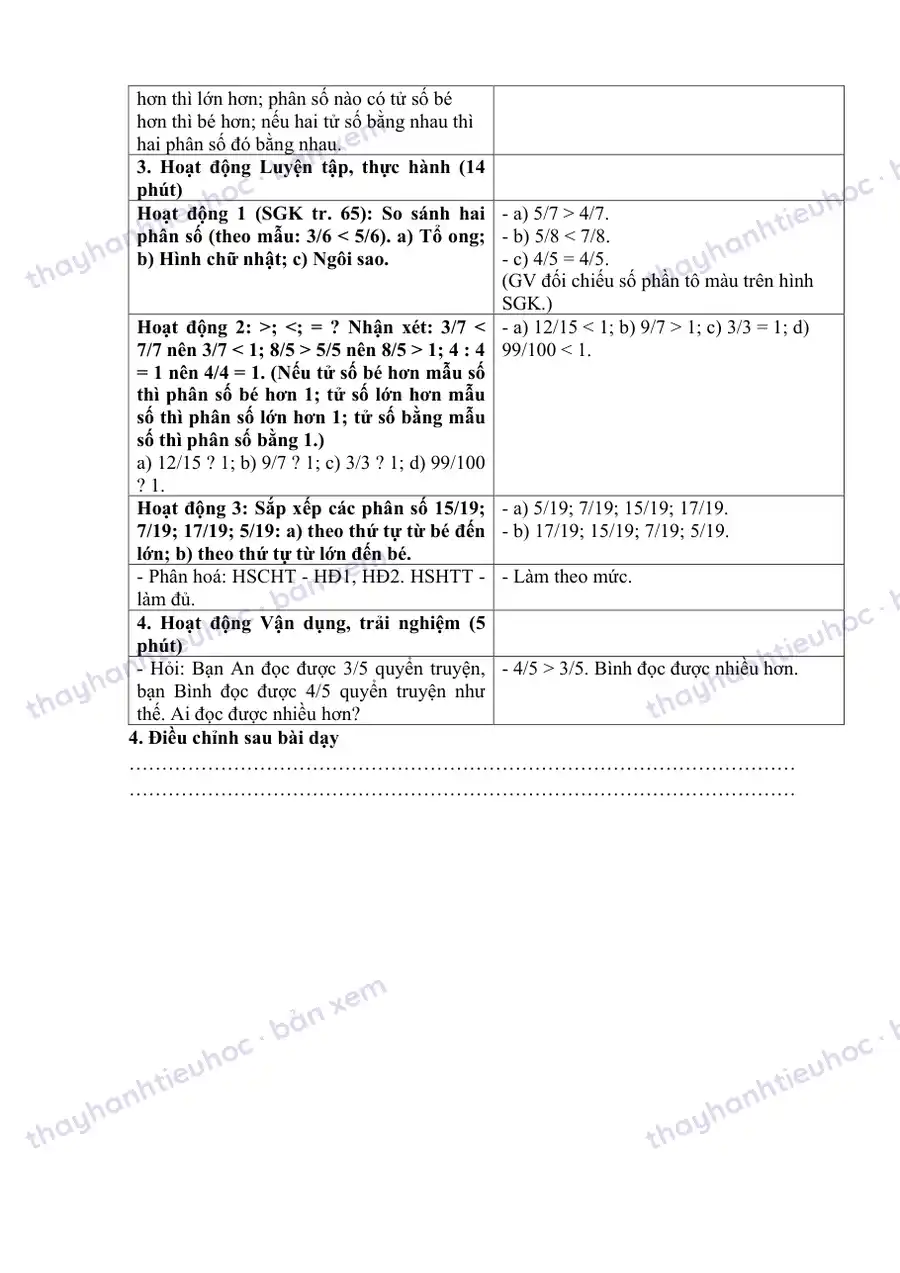 hơn thì lớn hơn; phân số nào có tử số bé
hơn thì bé hơn; nếu hai tử số bằng nhau thì
hai phân số đó bằng nhau.
3. Hoạt động Luyện tập, thực hành (14
phút)
Hoạt động 1 (SGK tr. 65): So sánh hai
phân số (theo mẫu: 3/6 < 5/6). a) Tổ ong;
b) Hình chữ nhật; c) Ngôi sao.
- a) 5/7 > 4/7.
- b) 5/8 < 7/8.
- c) 4/5 = 4/5.
(GV đối chiếu số phần tô màu trên hình
SGK.)
Hoạt động 2: >; <; = ? Nhận xét: 3/7 <
7/7 nên 3/7 < 1; 8/5 > 5/5 nên 8/5 > 1; 4 : 4
= 1 nên 4/4 = 1. (Nếu tử số bé hơn mẫu số
thì phân số bé hơn 1; tử số lớn hơn mẫu
số thì phân số lớn hơn 1; tử số bằng mẫu
số thì phân số bằng 1.)
a) 12/15 ? 1; b) 9/7 ? 1; c) 3/3 ? 1; d) 99/100
? 1.
- a) 12/15 < 1; b) 9/7 > 1; c) 3/3 = 1; d)
99/100 < 1.
Hoạt động 3: Sắp xếp các phân số 15/19;
7/19; 17/19; 5/19: a) theo thứ tự từ bé đến
lớn; b) theo thứ tự từ lớn đến bé.
- a) 5/19; 7/19; 15/19; 17/19.
- b) 17/19; 15/19; 7/19; 5/19.
- Phân hoá: HSCHT - HĐ1, HĐ2. HSHTT -
làm đủ.
- Làm theo mức.
4. Hoạt động Vận dụng, trải nghiệm (5
phút)
- Hỏi: Bạn An đọc được 3/5 quyển truyện,
bạn Bình đọc được 4/5 quyển truyện như
thế. Ai đọc được nhiều hơn?
- 4/5 > 3/5. Bình đọc được nhiều hơn.
4. Điều chỉnh sau bài dạy
……………………………………………………………………………………
……………………………………………………………………………………
thayhanhtieuhoc · bản xem
thayhanhtieuhoc · b
thayhanhtieuhoc · bản xem
thayhanhtieuhoc · b
thayhanhtieuhoc · bản xem
thayhanhtieuhoc · b